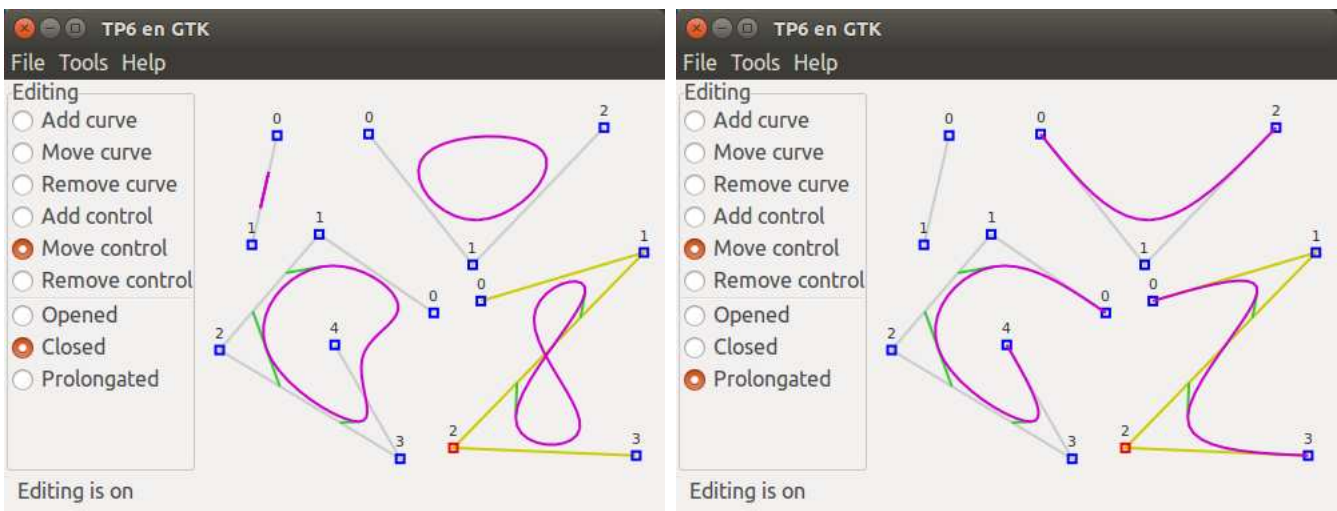 TP6 en GTK
File Tools Help
Editing
Add curve
Move curve
Remove curve
Add control
Move control
Remove control
Opened
Closed
Prolongated
Editing is on
0
1
0
1
2
0
1
2
3
4
0
1
2
3
TP6 en GTK
File Tools Help
Editing
Add curve
Move curve
Remove curve
Add control
Move control
Remove control
Opened
Closed
Prolongated
Editing is on
0
1
0
1
2
0
1
2
3
4
0
1
2
3